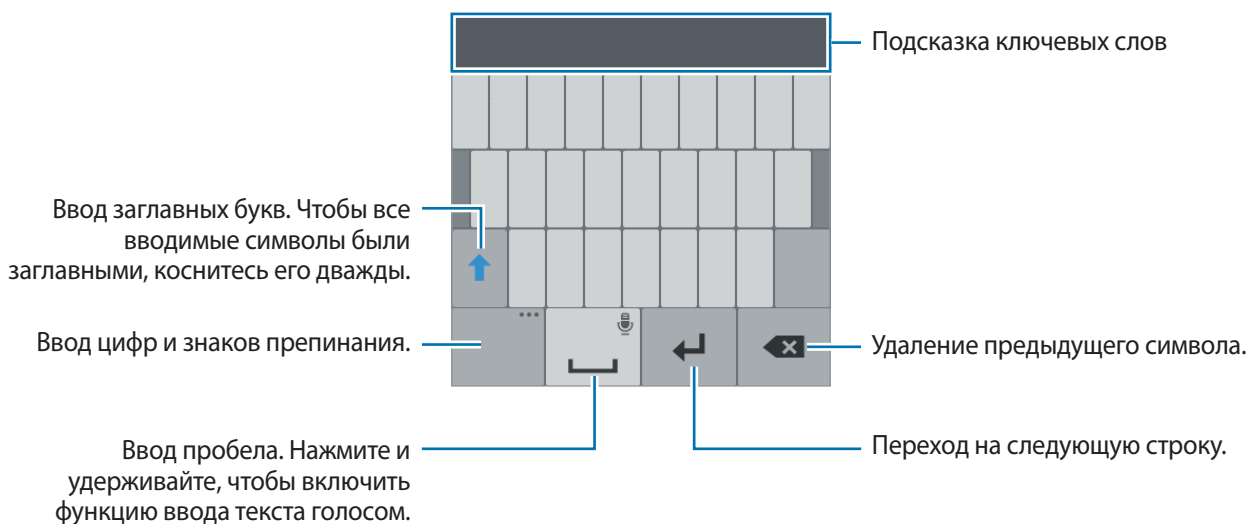 Подсказка ключевых слов
Ввод заглавных букв. Чтобы все
вводимые символы были
заглавными, коснитесь его дважды.
Ввод цифр и знаков препинания.
Удаление предыдущего символа.
Ввод пробела. Нажмите и
удерживайте, чтобы включить
функцию ввода текста голосом.
Переход на следующую строку.